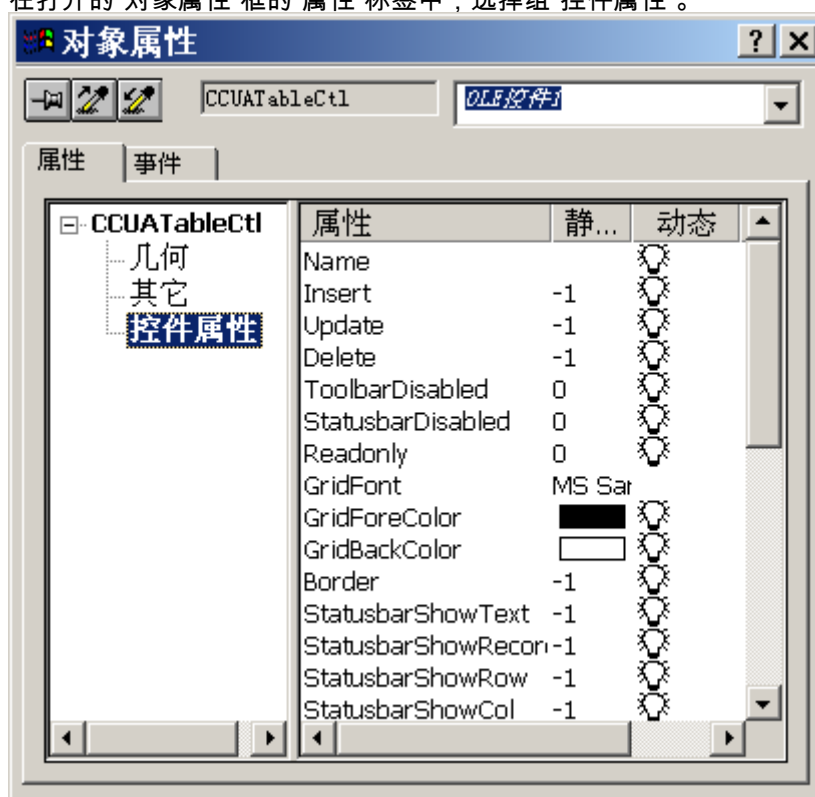 在打开的“对象属性”框的“属性”标签中，选择组“控件属性”。
对象属性
CCUATableCtl
OLE控件1
属性 事件
CCUATableCtl
几何
其它
控件属性
属性 静... 动态
Name
Insert -1
Update -1
Delete -1
ToolbarDisabled 0
StatusbarDisabled 0
Readonly 0
GridFont MS Sar
GridForeColor
GridBackColor
Border -1
StatusbarShowText -1
StatusbarShowRecor -1
StatusbarShowRow -1
StatusbarShowCol -1